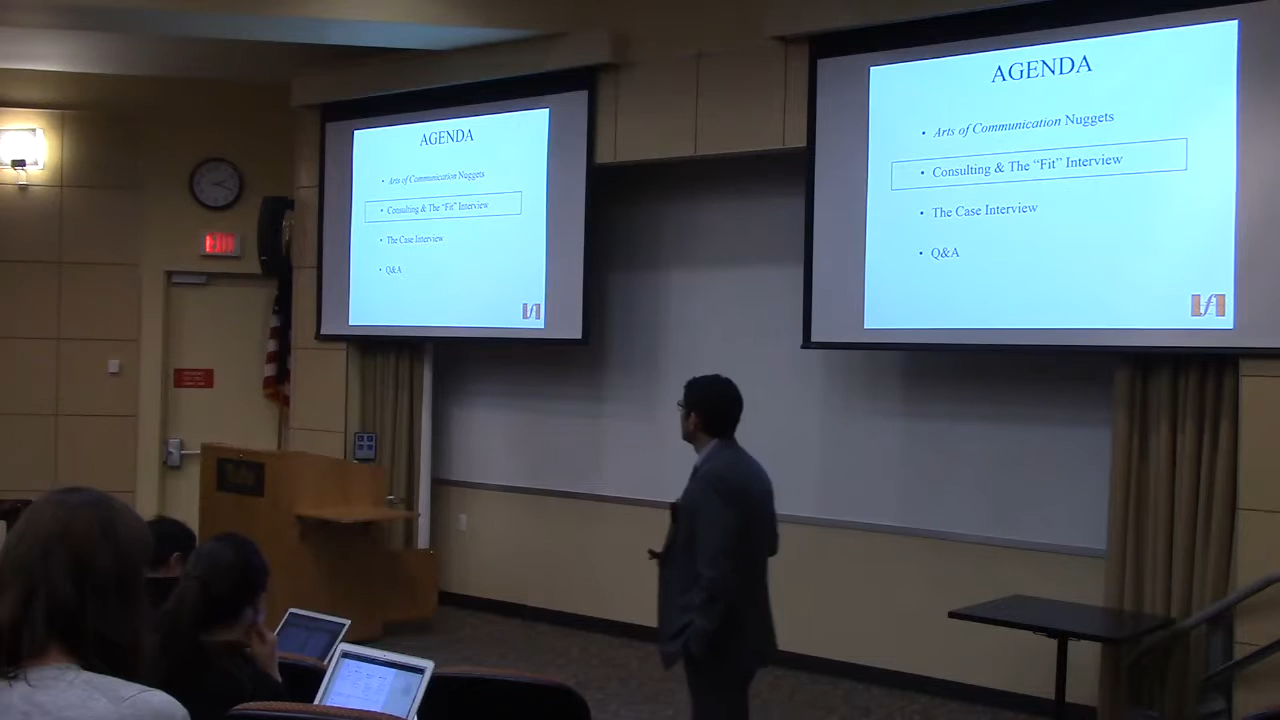 AGENDA
• Arts of Communication Nuggets
• Consulting & The "Fit" Interview
• The Case Interview
• Q&A
AGENDA
• Arts of Communication Nuggets
• Consulting & The "Fit" Interview
• The Case Interview
• Q&A
EXIT